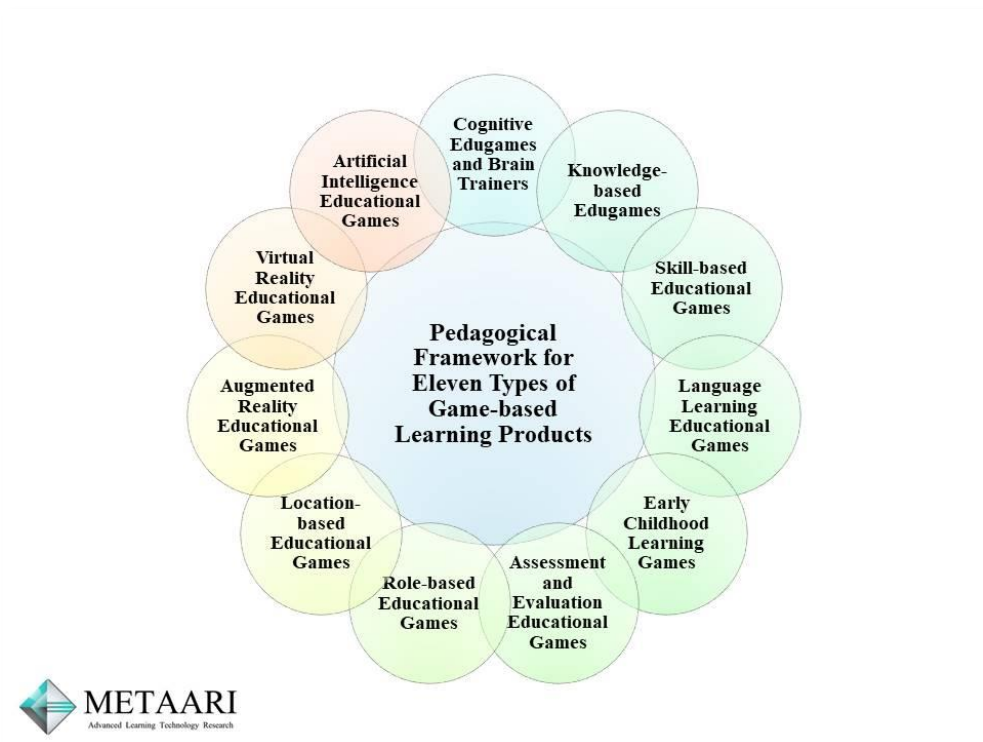 Cognitive
Edugames
and Brain
Trainers
Knowledge-
based
Edugames
Skill-based
Educational
Games
Language
Learning
Educational
Games
Early
Childhood
Learning
Games
Assessment
and
Evaluation
Educational
Games
Role-based
Educational
Games
Location-
based
Educational
Games
Augmented
Reality
Educational
Games
Virtual
Reality
Educational
Games
Artificial
Intelligence
Educational
Games
Pedagogical
Framework for
Eleven Types of
Game-based
Learning Products
METAARI
Advanced Learning Technology Research